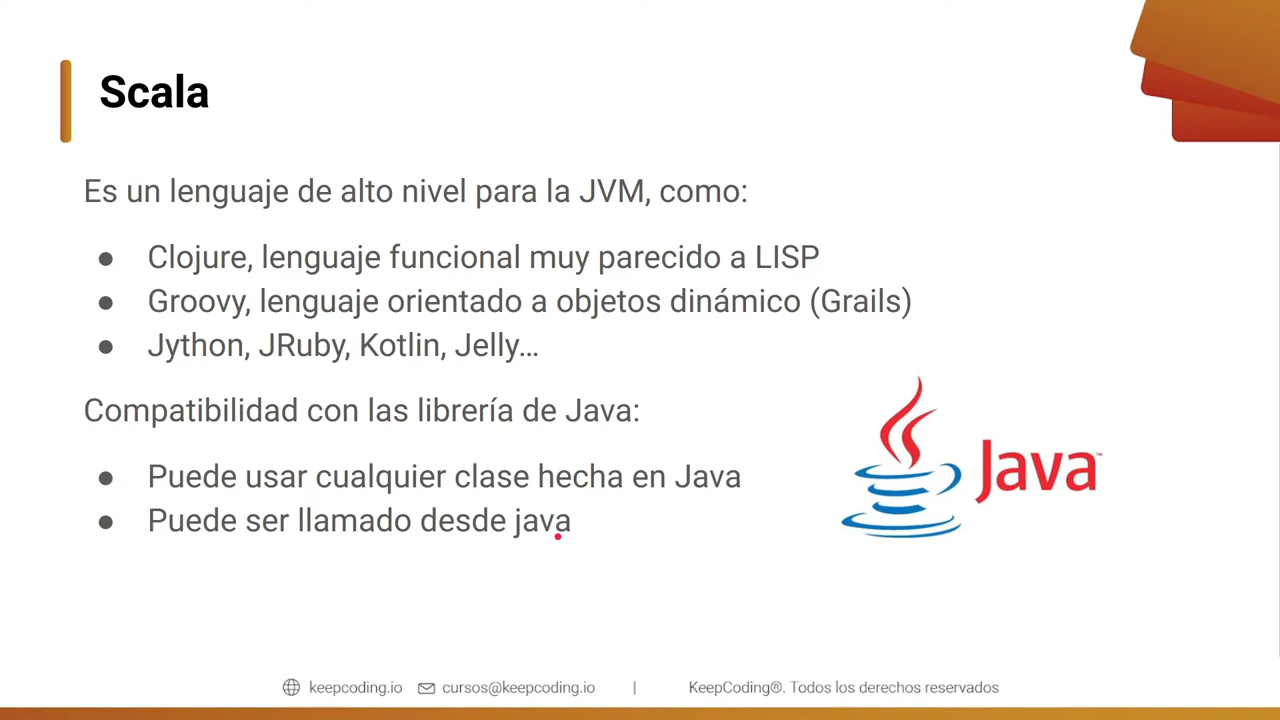 Scala
Es un lenguaje de alto nivel para la JVM, como:
● Clojure, lenguaje funcional muy parecido a LISP
● Groovy, lenguaje orientado a objetos dinámico (Grails)
● Jython, JRuby, Kotlin, Jelly…
Compatibilidad con las librería de Java:
● Puede usar cualquier clase hecha en Java
● Puede ser llamado desde java
Java™
keepcoding.io cursos@keepcoding.io | KeepCoding®. Todos los derechos reservados